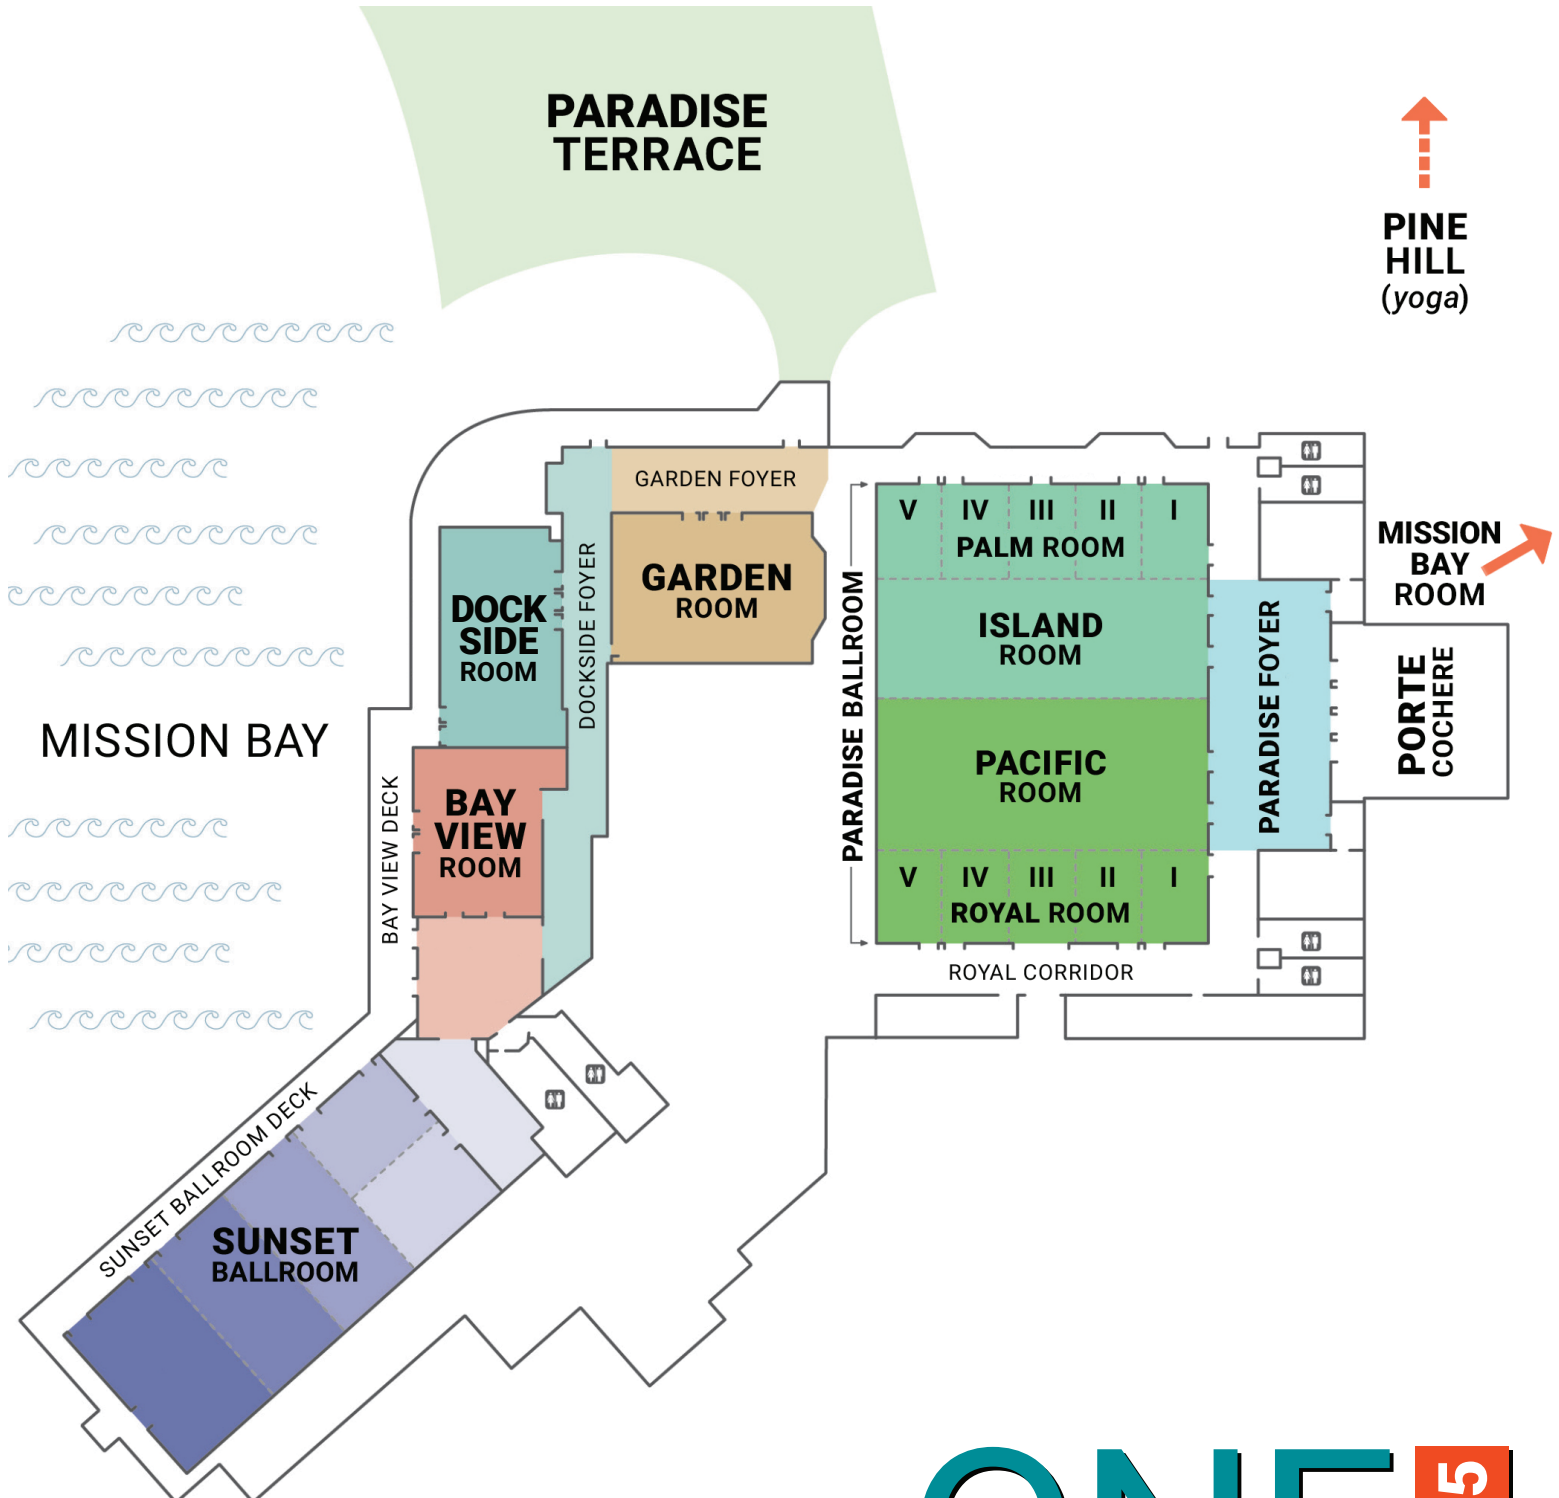 PARADISE
TERRACE
PINE
HILL
(yoga)
GARDEN FOYER
V IV III II I
PALM ROOM
MISSION
BAY
ROOM
GARDEN
ROOM
DOCK
SIDE
ROOM
DOCKSIDE FOYER
ISLAND
ROOM
PARADISE BALLROOM
PARADISE FOYER
PORTE
COCHERE
MISSION BAY
PACIFIC
ROOM
BAY
VIEW
ROOM
BAY VIEW DECK
V IV III II I
ROYAL ROOM
ROYAL CORRIDOR
SUNSET BALLROOM DECK
SUNSET
BALLROOM
5